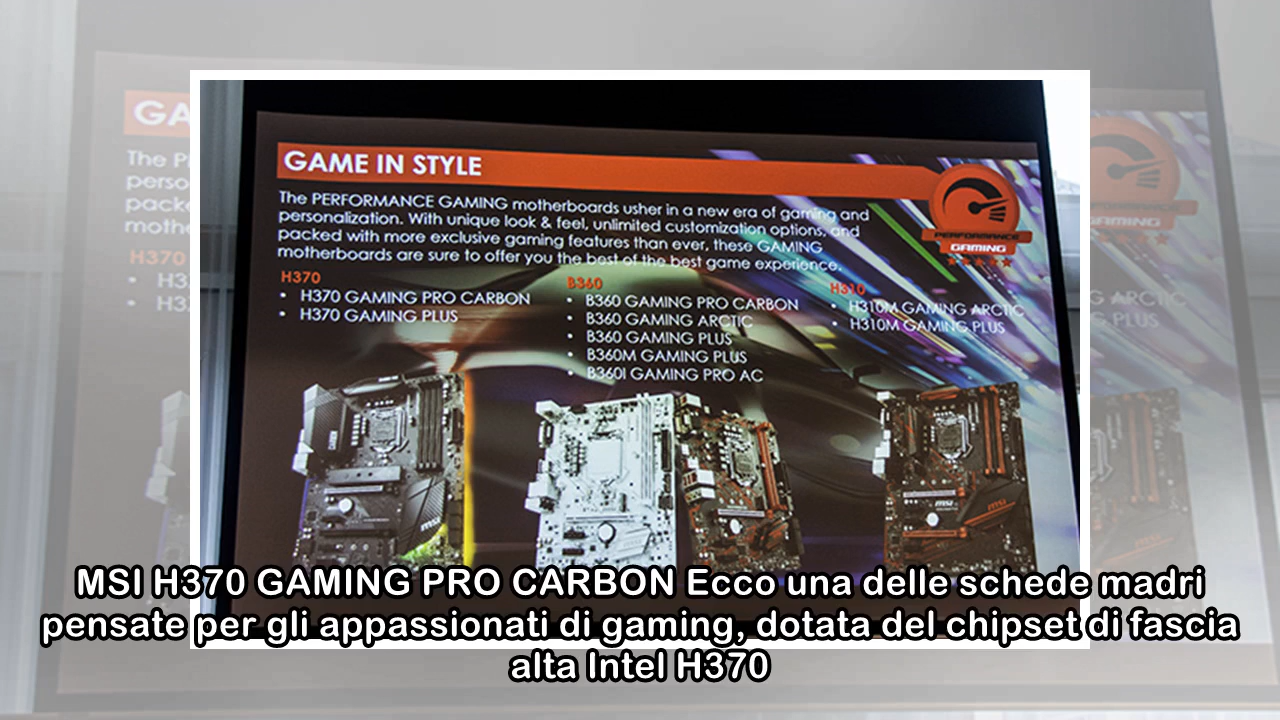 GAME IN STYLE
The PERFORMANCE GAMING motherboards usher in a new era of gaming and
personalization. With unique look & feel, unlimited customization options, and
packed with more exclusive gaming features than ever, these GAMING
motherboards are sure to offer you the best of the best game experience.
PERFORMANCE
GAMING
H370
• H370 GAMING PRO CARBON
• H370 GAMING PLUS
B360
• B360 GAMING PRO CARBON
• B360 GAMING ARCTIC
• B360 GAMING PLUS
• B360M GAMING PLUS
• B360I GAMING PRO AC
H310
• H310M GAMING ARCTIC
• H310M GAMING PLUS
MSI H370 GAMING PRO CARBON Ecco una delle schede madri
pensate per gli appassionati di gaming, dotata del chipset di fascia
alta Intel H370